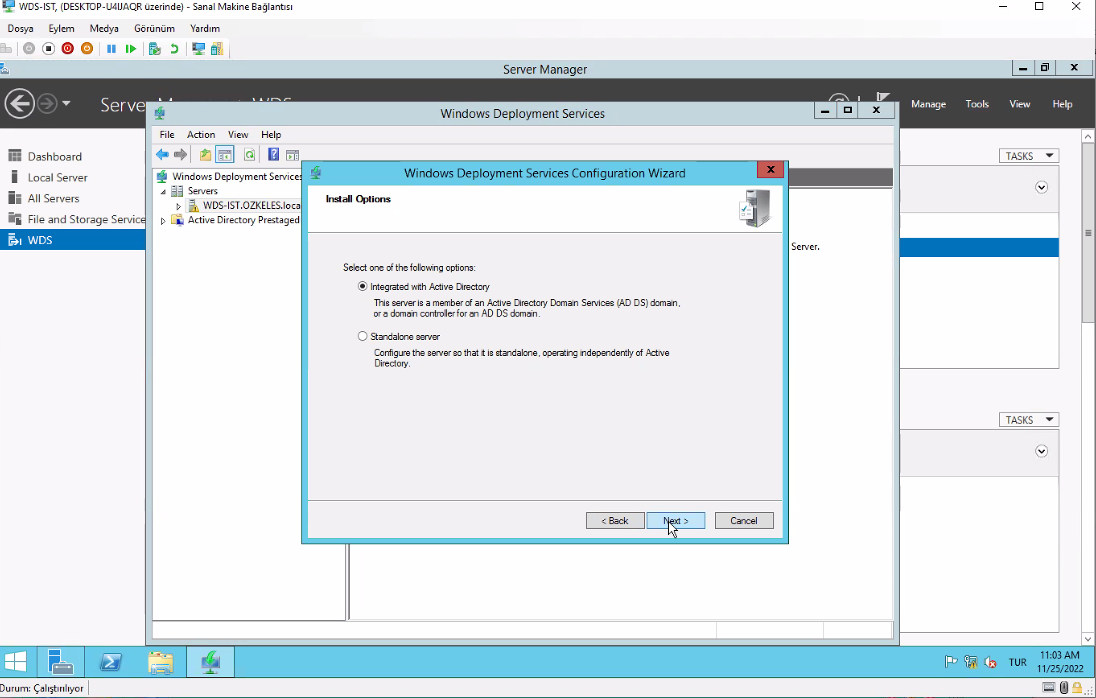 WDS-IST, (DESKTOP-U4IJAQR üzerinde) - Sanal Makine Bağlantısı
Dosya Eylem Medya Görünüm Yardım
Server Manager
Manage Tools View Help
Windows Deployment Services
File Action View Help
Dashboard
Local Server
All Servers
File and Storage Service
WDS
Windows Deployment Services
Servers
WDS-IST.OZKELES.loca
Active Directory Prestaged
Windows Deployment Services Configuration Wizard
Install Options
Select one of the following options:
Integrated with Active Directory
This server is a member of an Active Directory Domain Services (AD DS) domain,
or a domain controller for an AD DS domain.
Standalone server
Configure the server so that it is standalone, operating independently of Active
Directory.
< Back Next > Cancel
TASKS
Server.
TASKS
TUR
11:03 AM
11/25/2022
Durum: Çalıştırılıyor